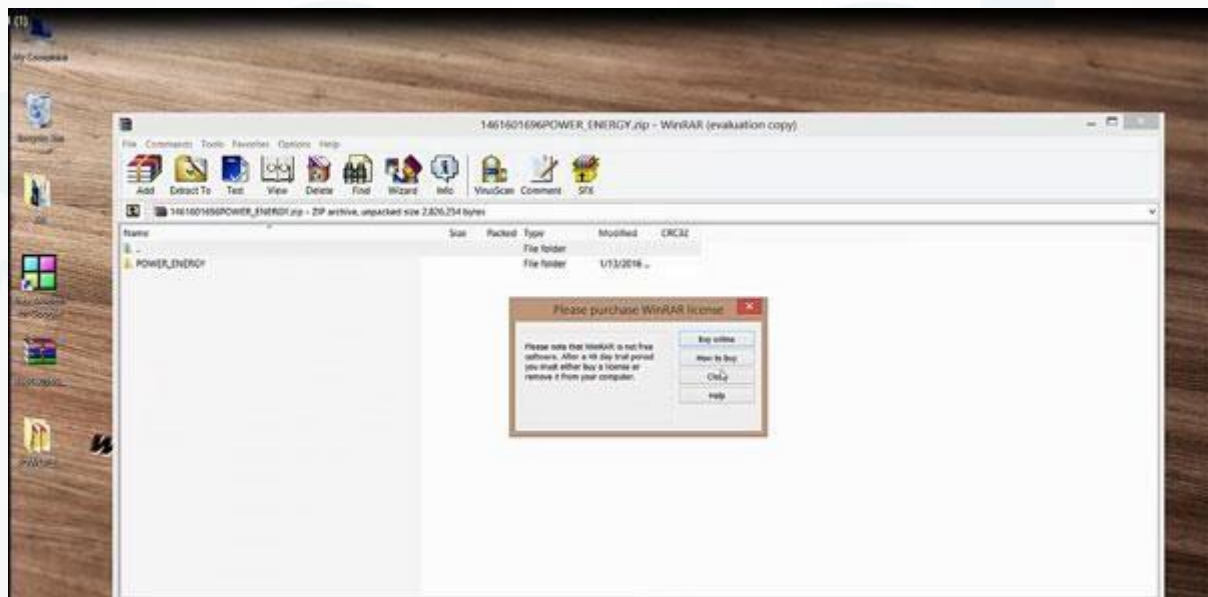 (1)
My Computer
1461601696POWER_ENERGY.zip - WinRAR (evaluation copy)
File Commands Tools Favorites Options Help
Add Extract To Test View Delete Find Wizard Info VirusScan Comment SFX
1461601696POWER_ENERGY.zip - ZIP archive, unpacked size 2,826,254 bytes
Name Size Packed Type Modified CRC32
.. File folder
POWER_ENERGY File folder 1/13/2016 ..
Please purchase WinRAR license
Please note that WinRAR is not free
software. After a 40 day trial period
you must either buy a license or
remove it from your computer.
Buy online
How to buy
Close
Help
W